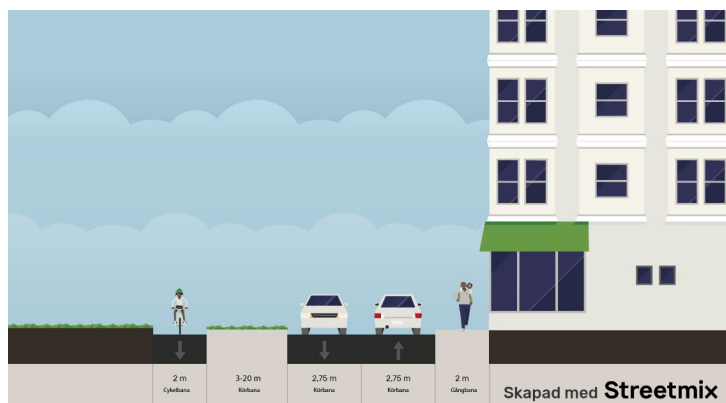 2 m
Cykelbana
3-20 m
Körbana
2,75 m
Körbana
2,75 m
Körbana
2 m
Gångbana
Skapad med Streetmix